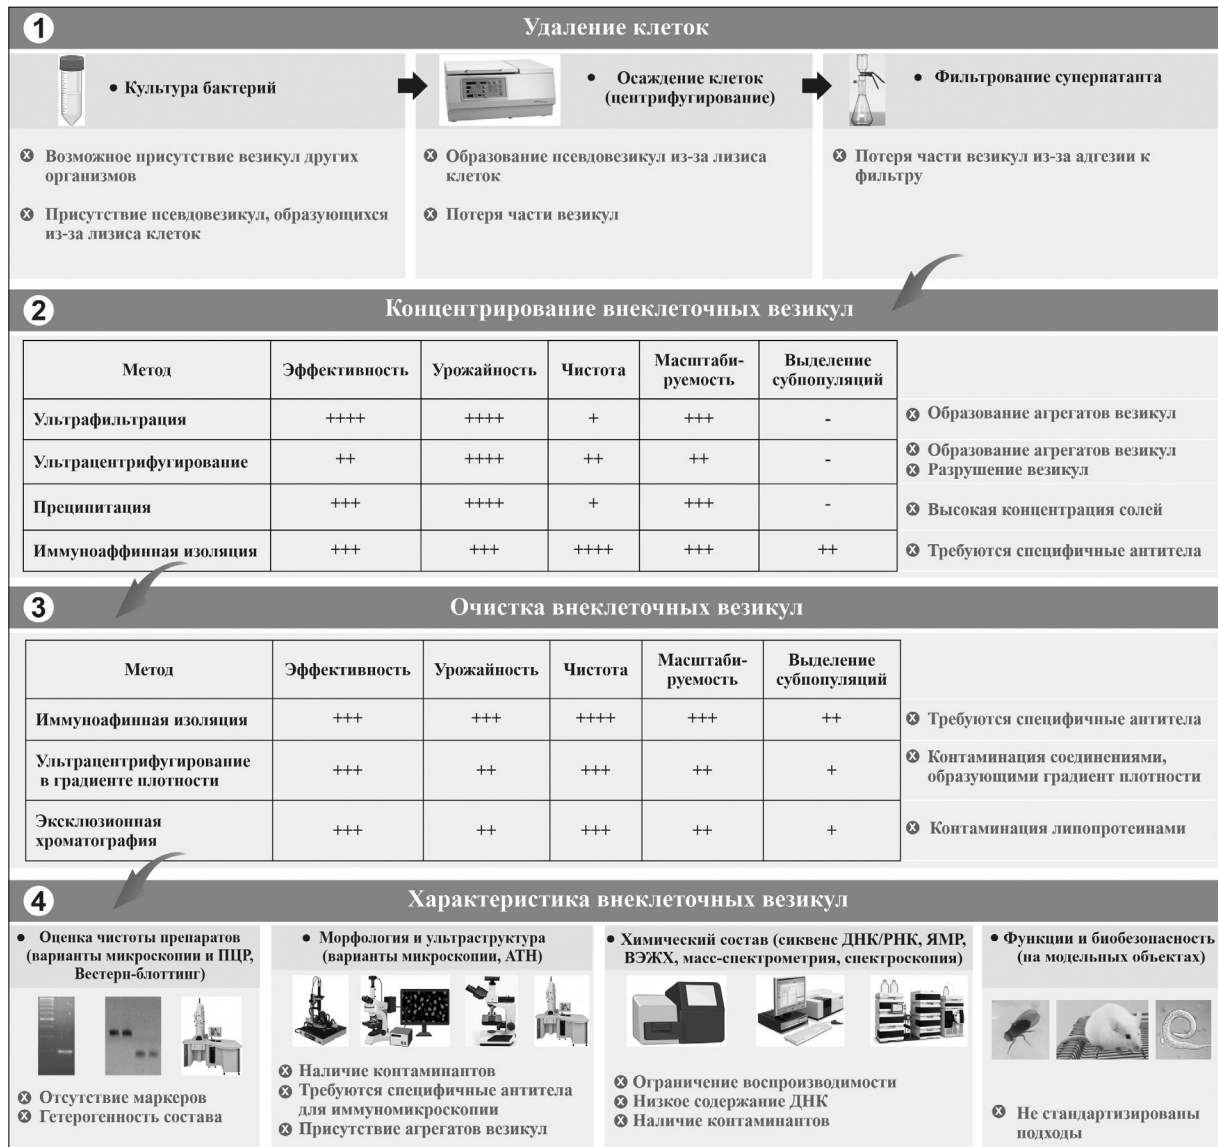 1
Удаление клеток
• Культура бактерий
• Осаждение клеток
(центрифугирование)
• Фильтрование супернатанта
Возможное присутствие везикул других
организмов
Присутствие псевдовезикул, образующихся
из-за лизиса клеток
Образование псевдовезикул из-за лизиса
клеток
Потеря части везикул
Потеря части везикул из-за адгезии к
фильтру
2
Концентрирование внеклеточных везикул
Метод
Эффективность
Урожайность
Чистота
Масштаби-
руемость
Выделение
субпопуляций
Ультрафильтрация
++++
++++
+
+++
-
Образование агрегатов везикул
Ультрацентрифугирование
++
++++
++
++
-
Образование агрегатов везикул
Разрушение везикул
Преципитация
+++
++++
+
+++
-
Высокая концентрация солей
Иммуноаффинная изоляция
+++
+++
++++
+++
++
Требуются специфичные антитела
3
Очистка внеклеточных везикул
Метод
Эффективность
Урожайность
Чистота
Масштаби-
руемость
Выделение
субпопуляций
Иммуноафинная изоляция
+++
+++
++++
+++
++
Требуются специфичные антитела
Ультрацентрифугирование
в градиенте плотности
+++
++
+++
++
+
Контаминация соединениями,
образующими градиент плотности
Эксклюзионная
хроматография
+++
++
+++
++
+
Контаминация липопротеинами
4
Характеристика внеклеточных везикул
• Оценка чистоты препаратов
(варианты микроскопии и ПЦР,
Вестерн-блоттинг)
Отсутствие маркеров
Гетерогенность состава
• Морфология и ультраструктура
(варианты микроскопии, АТН)
Наличие контаминантов
Требуются специфичные антитела
для иммуномикроскопии
Присутствие агрегатов везикул
• Химический состав (сиквенс ДНК/РНК, ЯМР,
ВЭЖХ, масс-спектрометрия, спектроскопия)
Ограничение воспроизводимости
Низкое содержание ДНК
Наличие контаминантов
• Функции и биобезопасность
(на модельных объектах)
Не стандартизированы
подходы